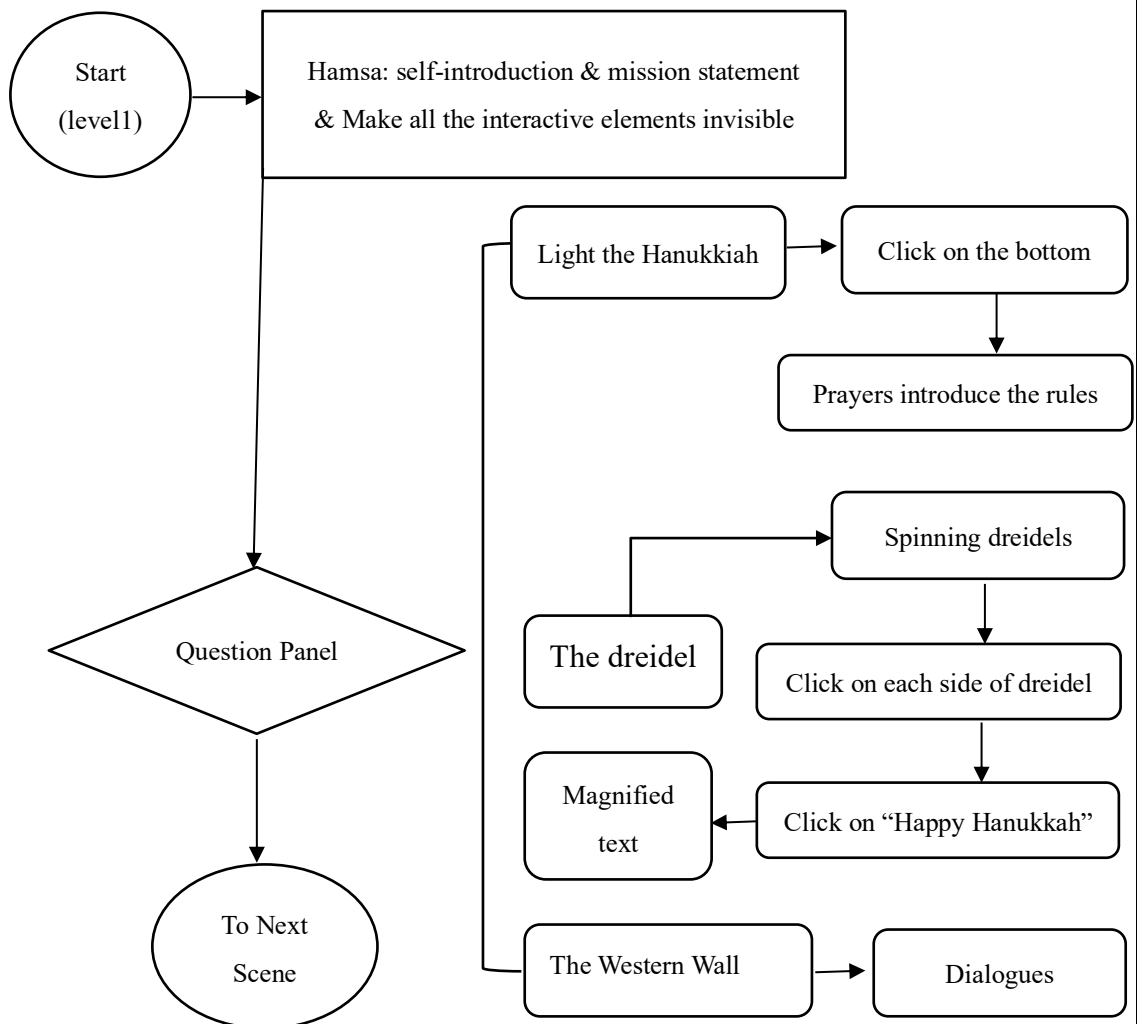 Start
(level1)
Hamsa: self-introduction & mission statement
& Make all the interactive elements invisible
Light the Hanukkiah
Click on the bottom
Prayers introduce the rules
Spinning dreidels
The dreidel
Click on each side of dreidel
Question Panel
Magnified
text
Click on “Happy Hanukkah”
To Next
Scene
The Western Wall
Dialogues